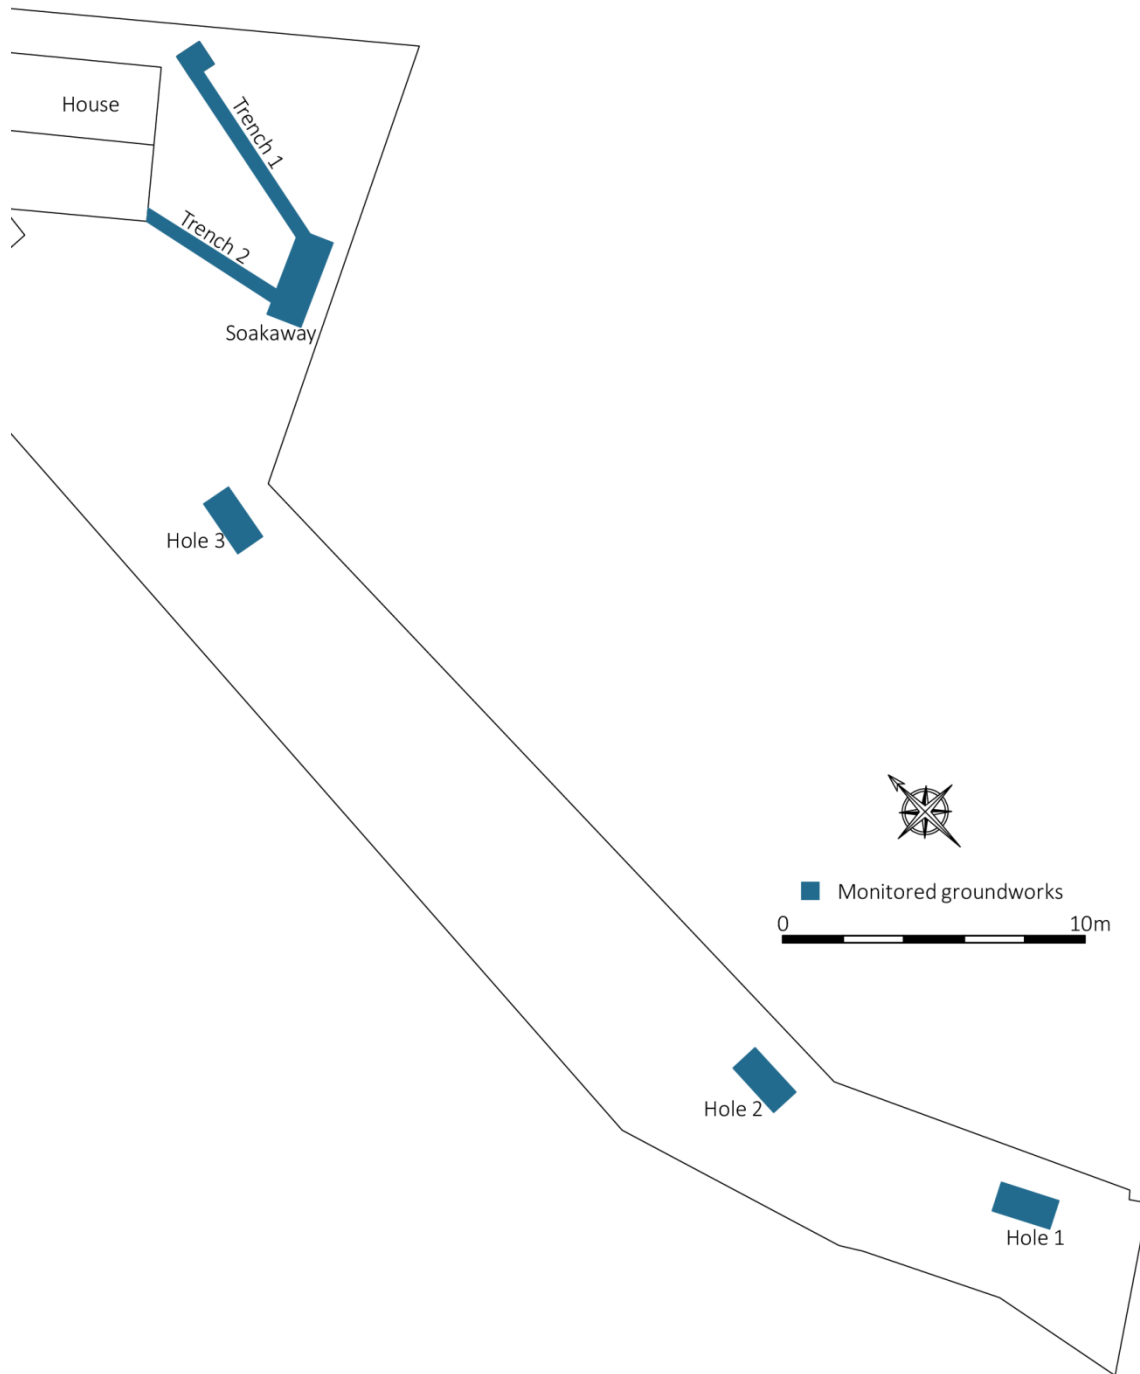 House
Trench 1
Trench 2
Soakaway
Hole 3
Monitored groundworks
0 10m
Hole 2
Hole 1